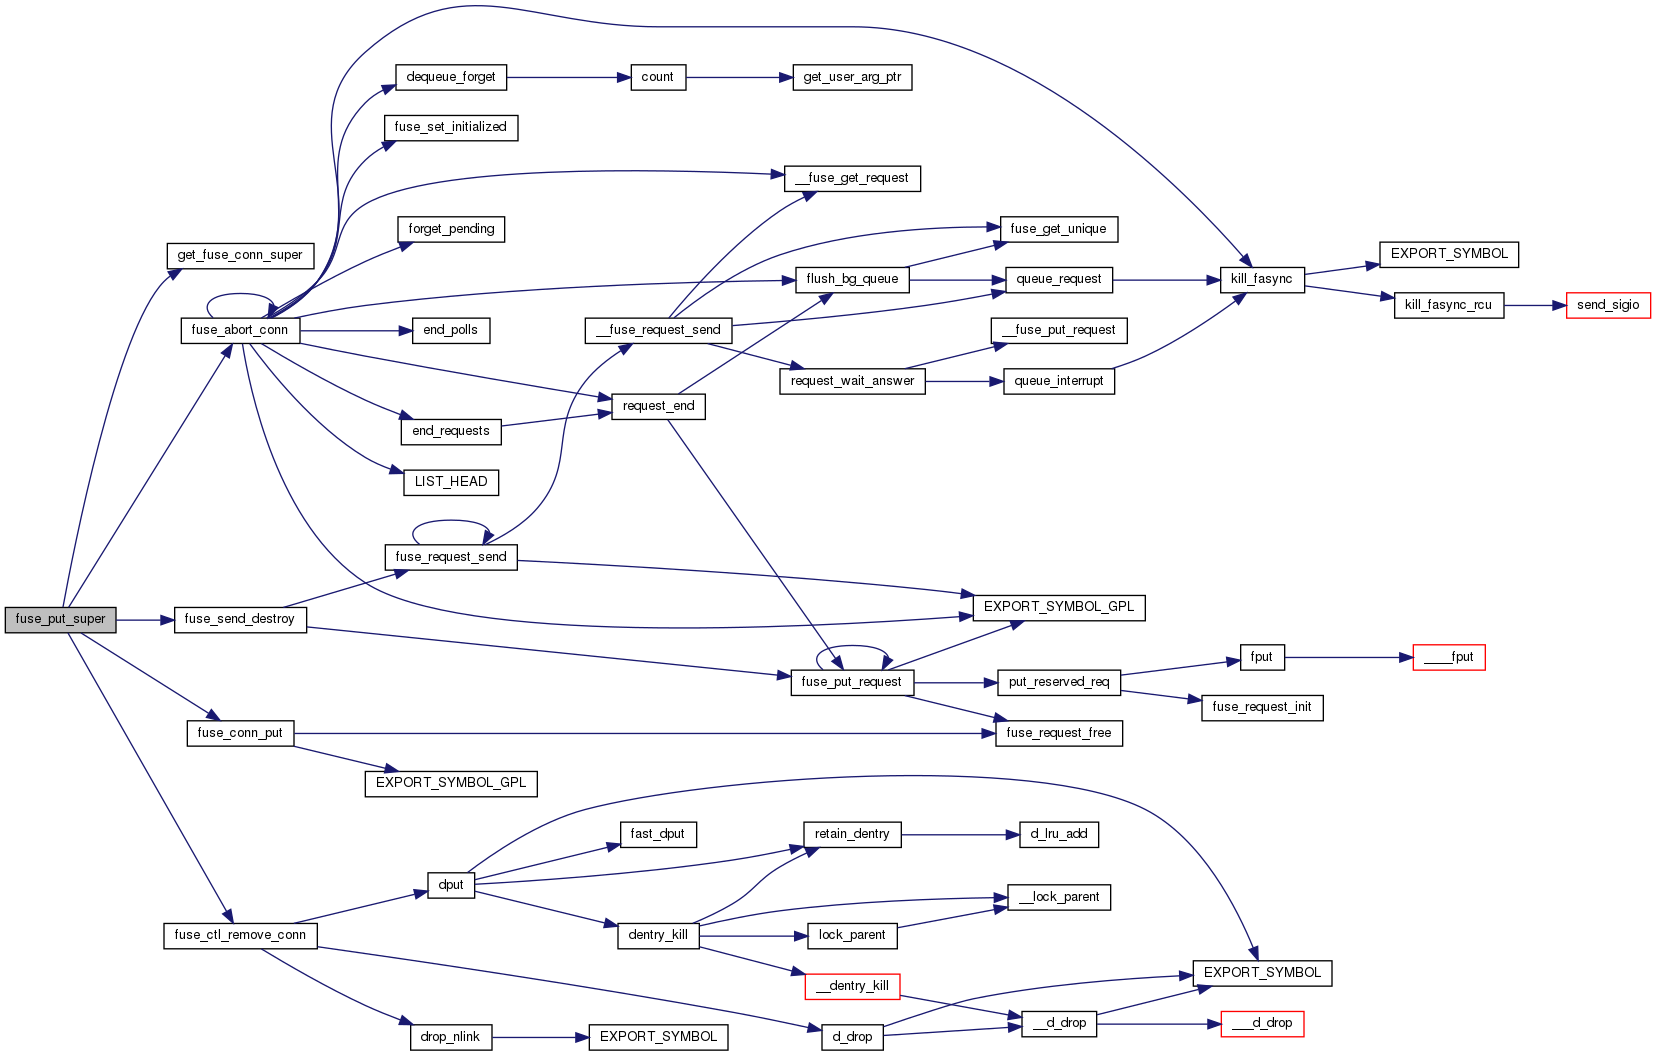 dequeue_forget
count
get_user_arg_ptr
fuse_set_initialized
__fuse_get_request
forget_pending
fuse_get_unique
get_fuse_conn_super
EXPORT_SYMBOL
flush_bg_queue
queue_request
kill_fasync
kill_fasync_rcu
send_sigio
fuse_abort_conn
end_polls
__fuse_request_send
__fuse_put_request
request_wait_answer
queue_interrupt
request_end
end_requests
LIST_HEAD
fuse_request_send
EXPORT_SYMBOL_GPL
fuse_put_super
fuse_send_destroy
fput
____fput
fuse_put_request
put_reserved_req
fuse_request_init
fuse_conn_put
fuse_request_free
EXPORT_SYMBOL_GPL
fast_dput
retain_dentry
d_lru_add
dput
__lock_parent
fuse_ctl_remove_conn
dentry_kill
lock_parent
EXPORT_SYMBOL
__dentry_kill
__d_drop
___d_drop
drop_nlink
EXPORT_SYMBOL
d_drop